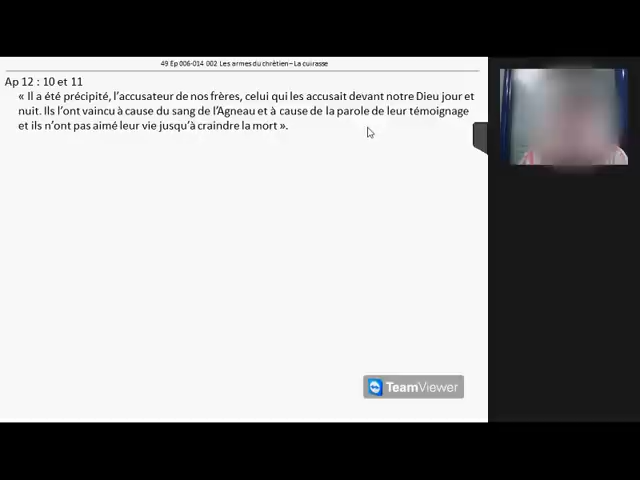 49 Ep 006-014 002 Les armes du chrétien – La cuirasse
Ap 12 : 10 et 11
« Il a été précipité, l’accusateur de nos frères, celui qui les accusait devant notre Dieu jour et
nuit. Ils l’ont vaincu à cause du sang de l’Agneau et à cause de la parole de leur témoignage
et ils n’ont pas aimé leur vie jusqu’à craindre la mort ».
TeamViewer